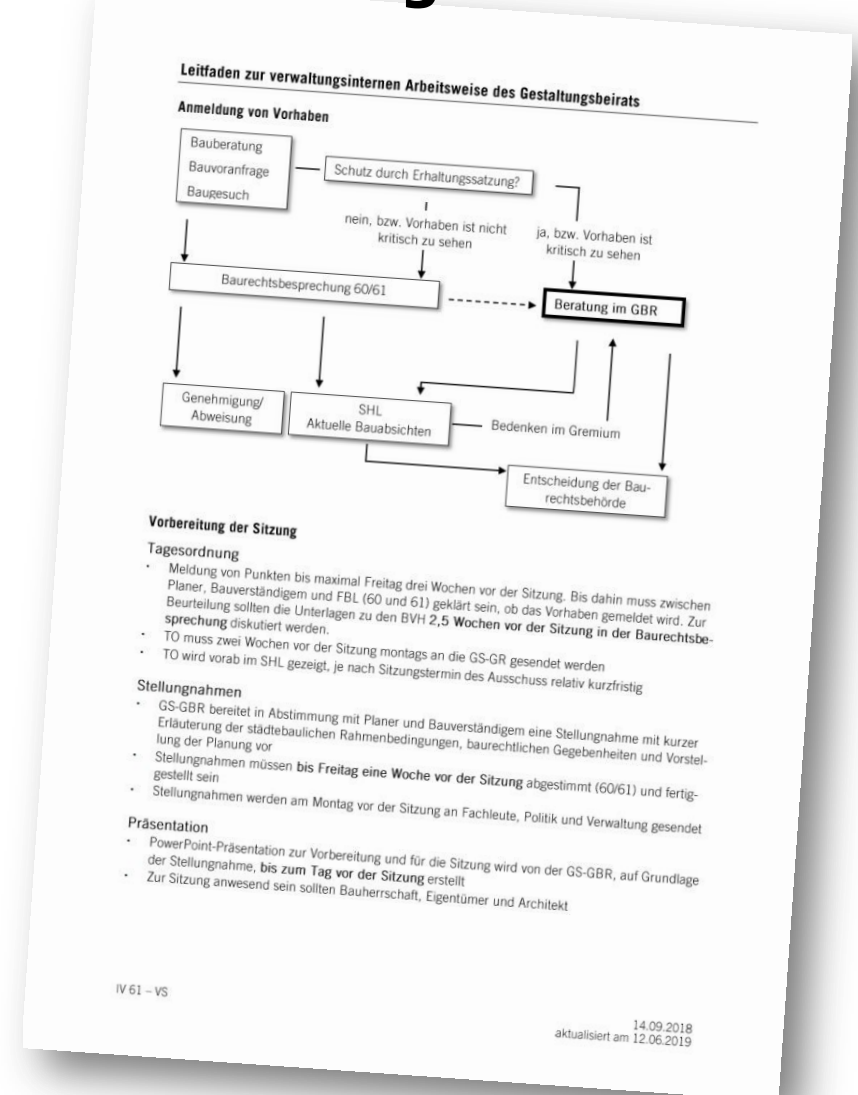 Leitfaden zur verwaltungsinternen Arbeitsweise des Gestaltungsbeirats
Anmeldung von Vorhaben
Bauberatung
Bauvoranfrage
Baugesuch
Schutz durch Erhaltungssatzung?
nein, bzw. Vorhaben ist nicht
kritisch zu sehen
ja, bzw. Vorhaben ist
kritisch zu sehen
Baurechtsbesprechung 60/61
Beratung im GBR
Genehmigung/
Abweisung
SHL
Aktuelle Bauabsichten
Bedenken im Gremium
Entscheidung der Bau-
rechtsbehörde
Vorbereitung der Sitzung
Tagesordnung
• Meldung von Punkten bis maximal Freitag drei Wochen vor der Sitzung. Bis dahin muss zwischen
Planer, Bauverständigem und FBL (60 und 61) geklärt sein, ob das Vorhaben gemeldet wird. Zur
Beurteilung sollten die Unterlagen zu den BVH 2,5 Wochen vor der Sitzung in der Baurechtsbe-
sprechung diskutiert werden.
• TO muss zwei Wochen vor der Sitzung montags an die GS-GR gesendet werden
• TO wird vorab im SHL gezeigt, je nach Sitzungstermin des Ausschuss relativ kurzfristig
Stellungnahmen
• GS-GBR bereitet in Abstimmung mit Planer und Bauverständigem eine Stellungnahme mit kurzer
Erläuterung der städtebaulichen Rahmenbedingungen, baurechtlichen Gegebenheiten und Vorstel-
lung der Planung vor
• Stellungnahmen müssen bis Freitag eine Woche vor der Sitzung abgestimmt (60/61) und fertig-
gestellt sein
• Stellungnahmen werden am Montag vor der Sitzung an Fachleute, Politik und Verwaltung gesendet
Präsentation
• PowerPoint-Präsentation zur Vorbereitung und für die Sitzung wird von der GS-GBR, auf Grundlage
der Stellungnahme, bis zum Tag vor der Sitzung erstellt
• Zur Sitzung anwesend sein sollten Bauherrschaft, Eigentümer und Architekt
IV 61 – VS
14.09.2018
aktualisiert am 12.06.2019